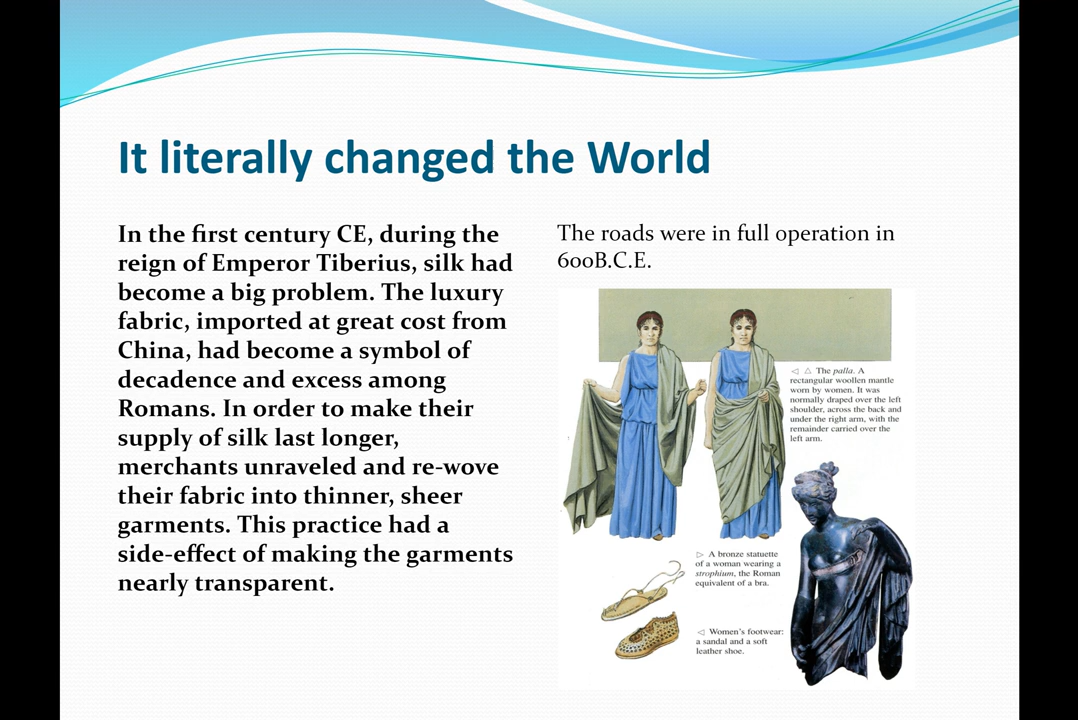 It literally changed the World
In the first century CE, during the
reign of Emperor Tiberius, silk had
become a big problem. The luxury
fabric, imported at great cost from
China, had become a symbol of
decadence and excess among
Romans. In order to make their
supply of silk last longer,
merchants unraveled and re-wove
their fabric into thinner, sheer
garments. This practice had a
side-effect of making the garments
nearly transparent.
The roads were in full operation in
600B.C.E.
◁ △ The palla. A
rectangular woollen mantle
worn by women. It was
normally draped over the left
shoulder, across the back and
under the right arm, with the
remainder carried over the
left arm.
▷ A bronze statuette
of a woman wearing a
strophium, the Roman
equivalent of a bra.
◁ Women's footwear:
a sandal and a soft
leather shoe.